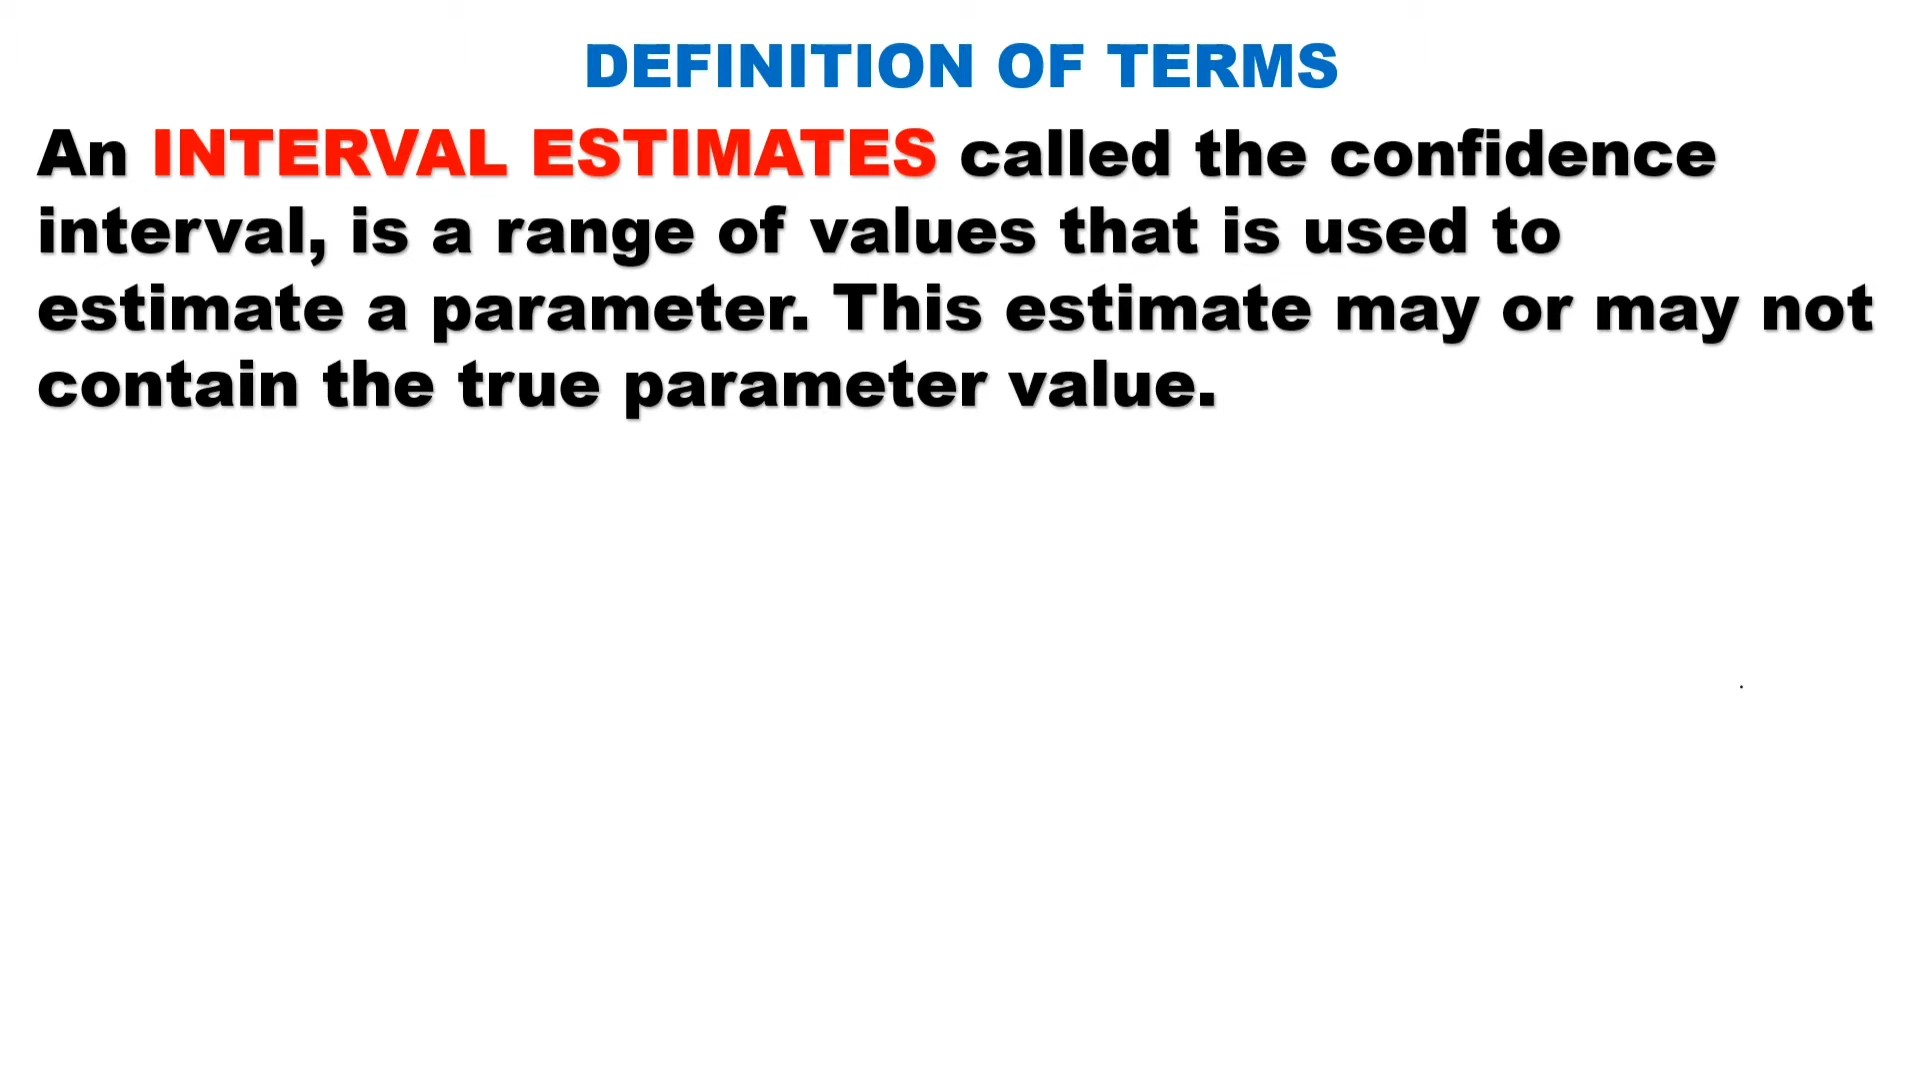 DEFINITION OF TERMS
An INTERVAL ESTIMATES called the confidence
interval, is a range of values that is used to
estimate a parameter. This estimate may or may not
contain the true parameter value.